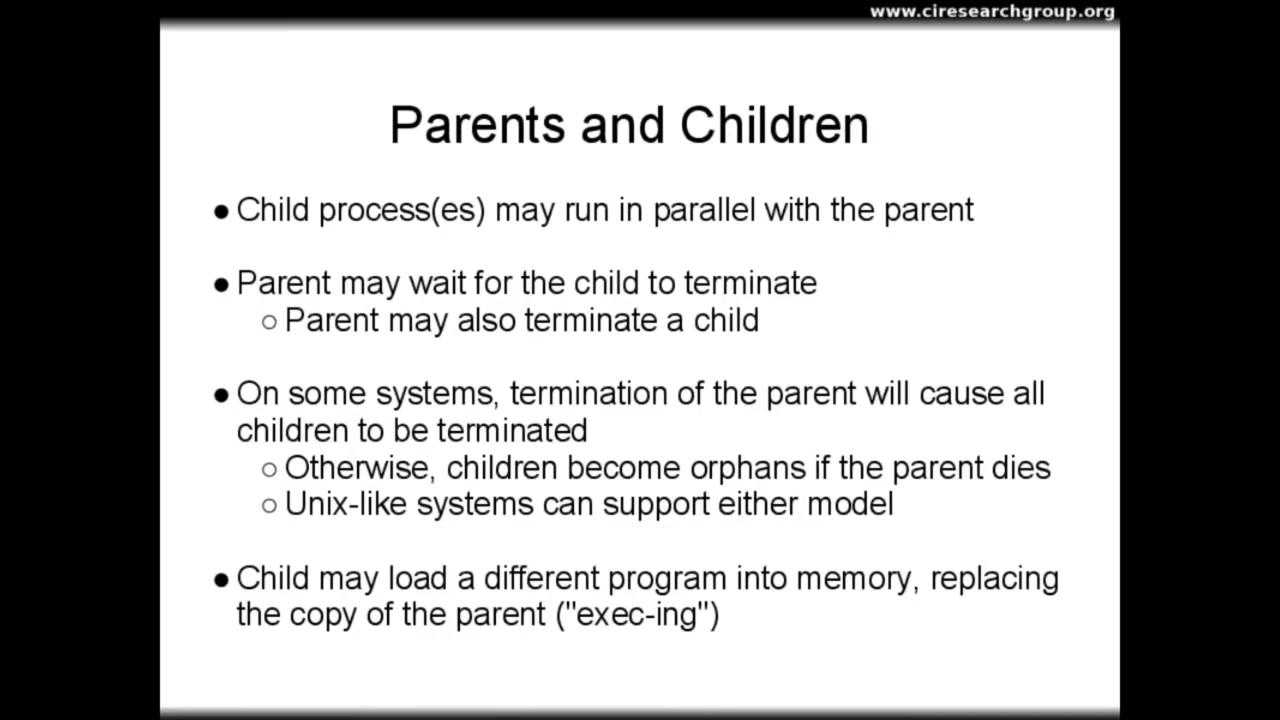 www.ciresearchgroup.org
Parents and Children
● Child process(es) may run in parallel with the parent
● Parent may wait for the child to terminate
○ Parent may also terminate a child
● On some systems, termination of the parent will cause all
children to be terminated
○ Otherwise, children become orphans if the parent dies
○ Unix-like systems can support either model
● Child may load a different program into memory, replacing
the copy of the parent ("exec-ing")